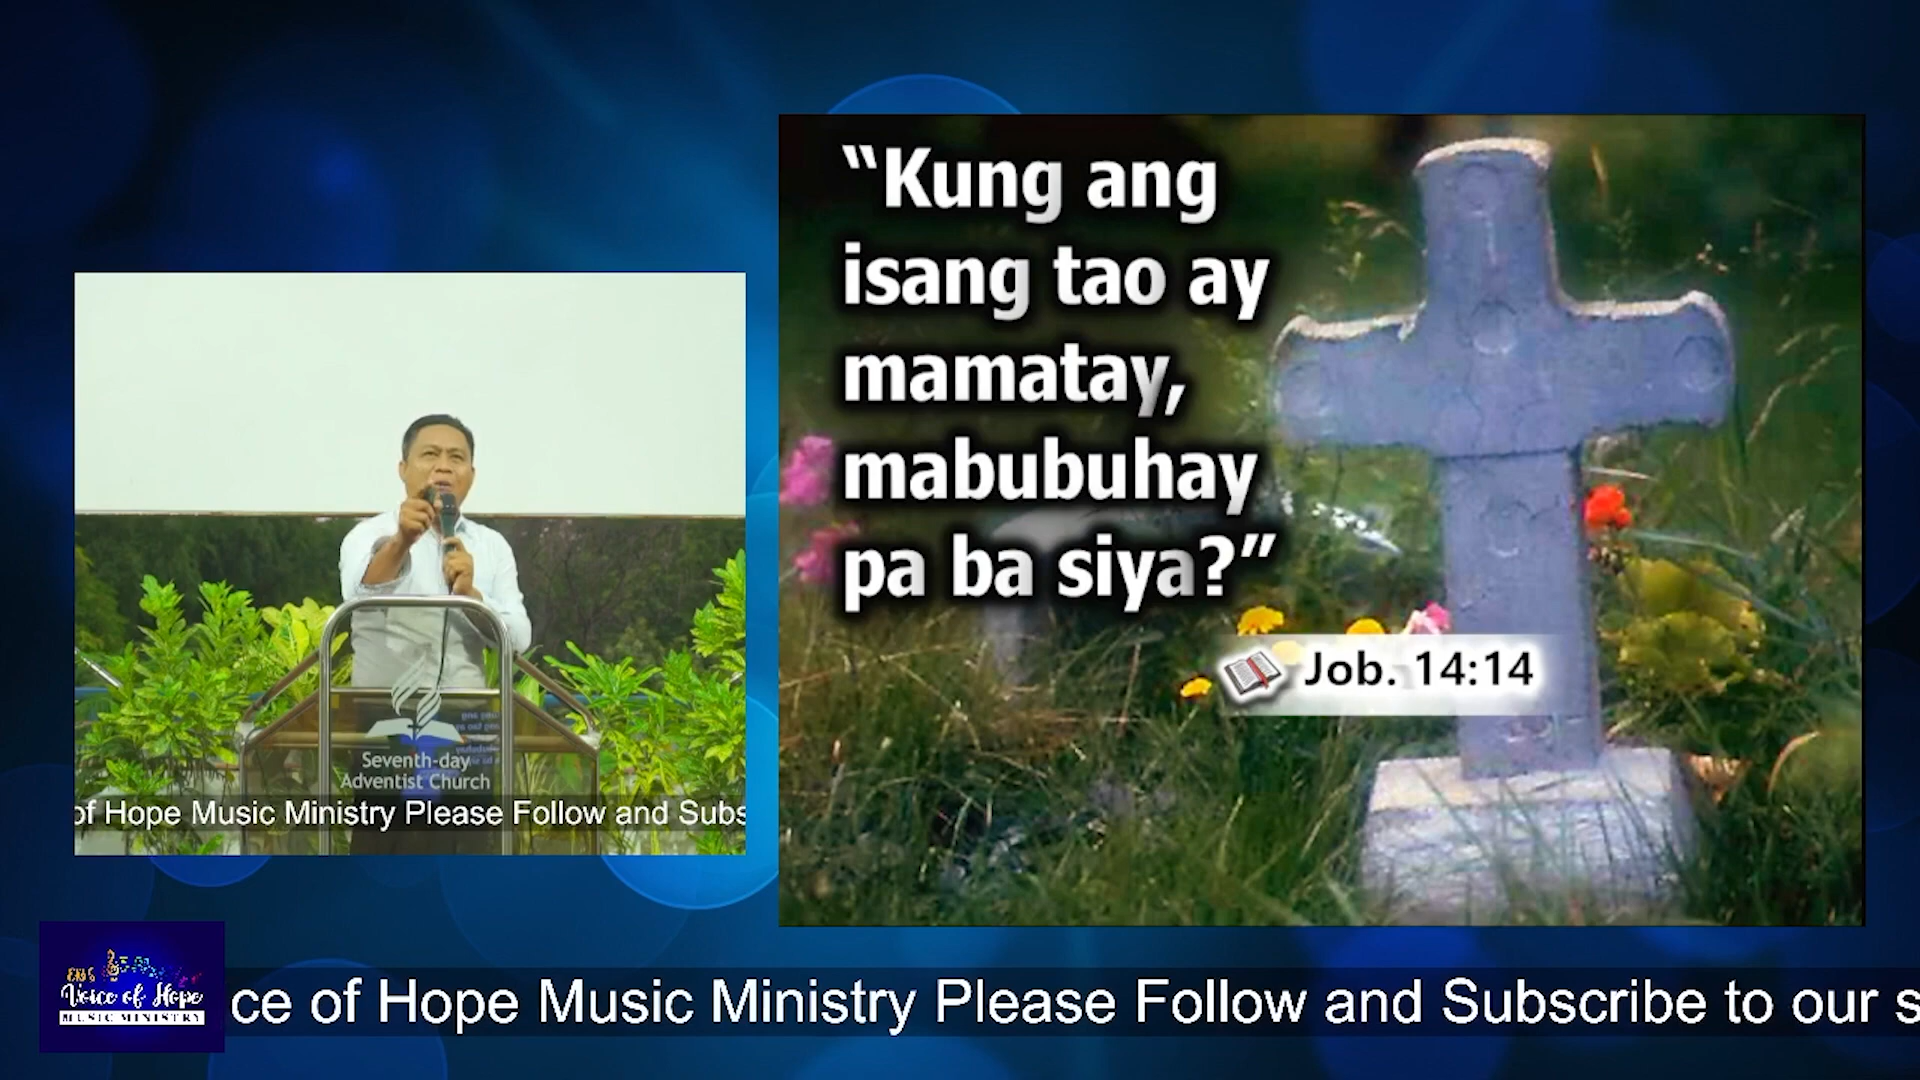 “Kung ang
isang tao ay
mamatay,
mabubuhay
pa ba siya?”
Job. 14:14
Seventh-day
Adventist Church
of Hope Music Ministry Please Follow and Subs
Voice of Hope
MUSIC MINISTRY
ce of Hope Music Ministry Please Follow and Subscribe to our s